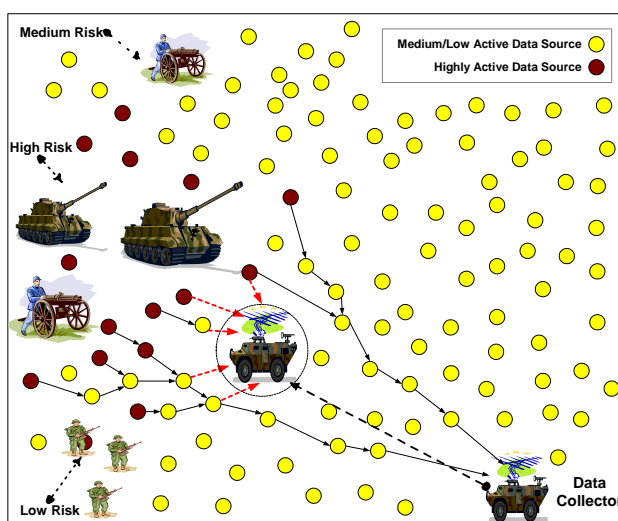 Medium Risk
Medium/Low Active Data Source
Highly Active Data Source
High Risk
Low Risk
Data
Collector